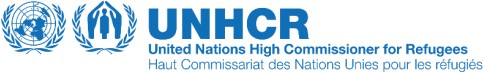 UNHCR
United Nations High Commissioner for Refugees
Haut Commissariat des Nations Unies pour les réfugiés